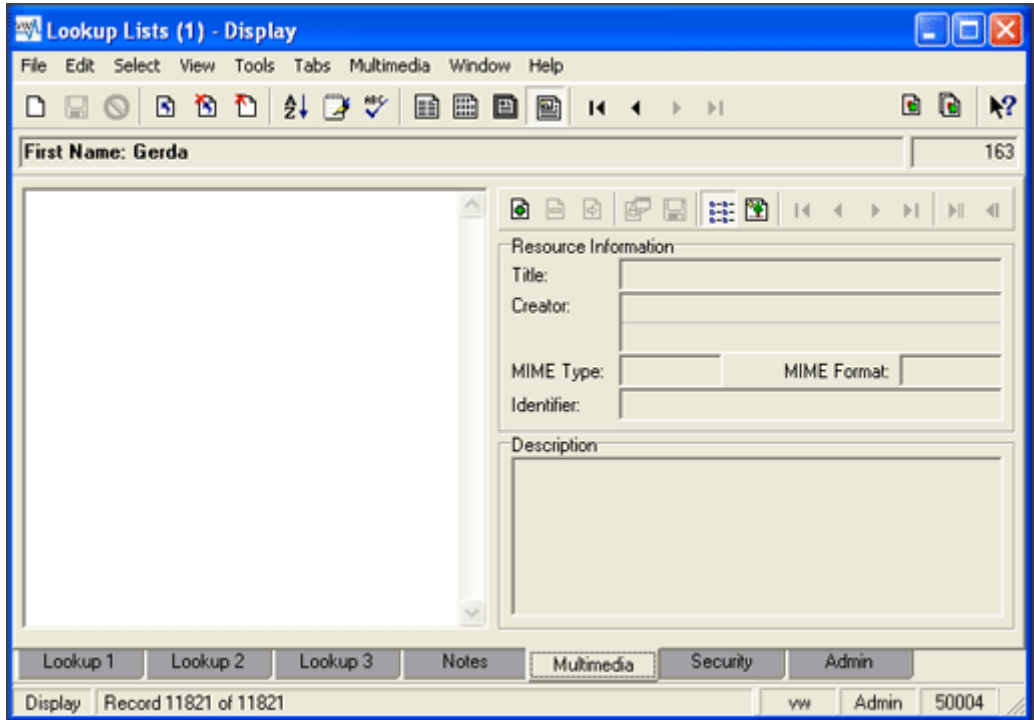 Lookup Lists (1) - Display
File Edit Select View Tools Tabs Multimedia Window Help
First Name: Gerda 163
Resource Information
Title:
Creator:
MIME Type: MIME Format:
Identifier:
Description
Lookup 1 Lookup 2 Lookup 3 Notes Multimedia Security Admin
Display Record 11821 of 11821 vw Admin 50004